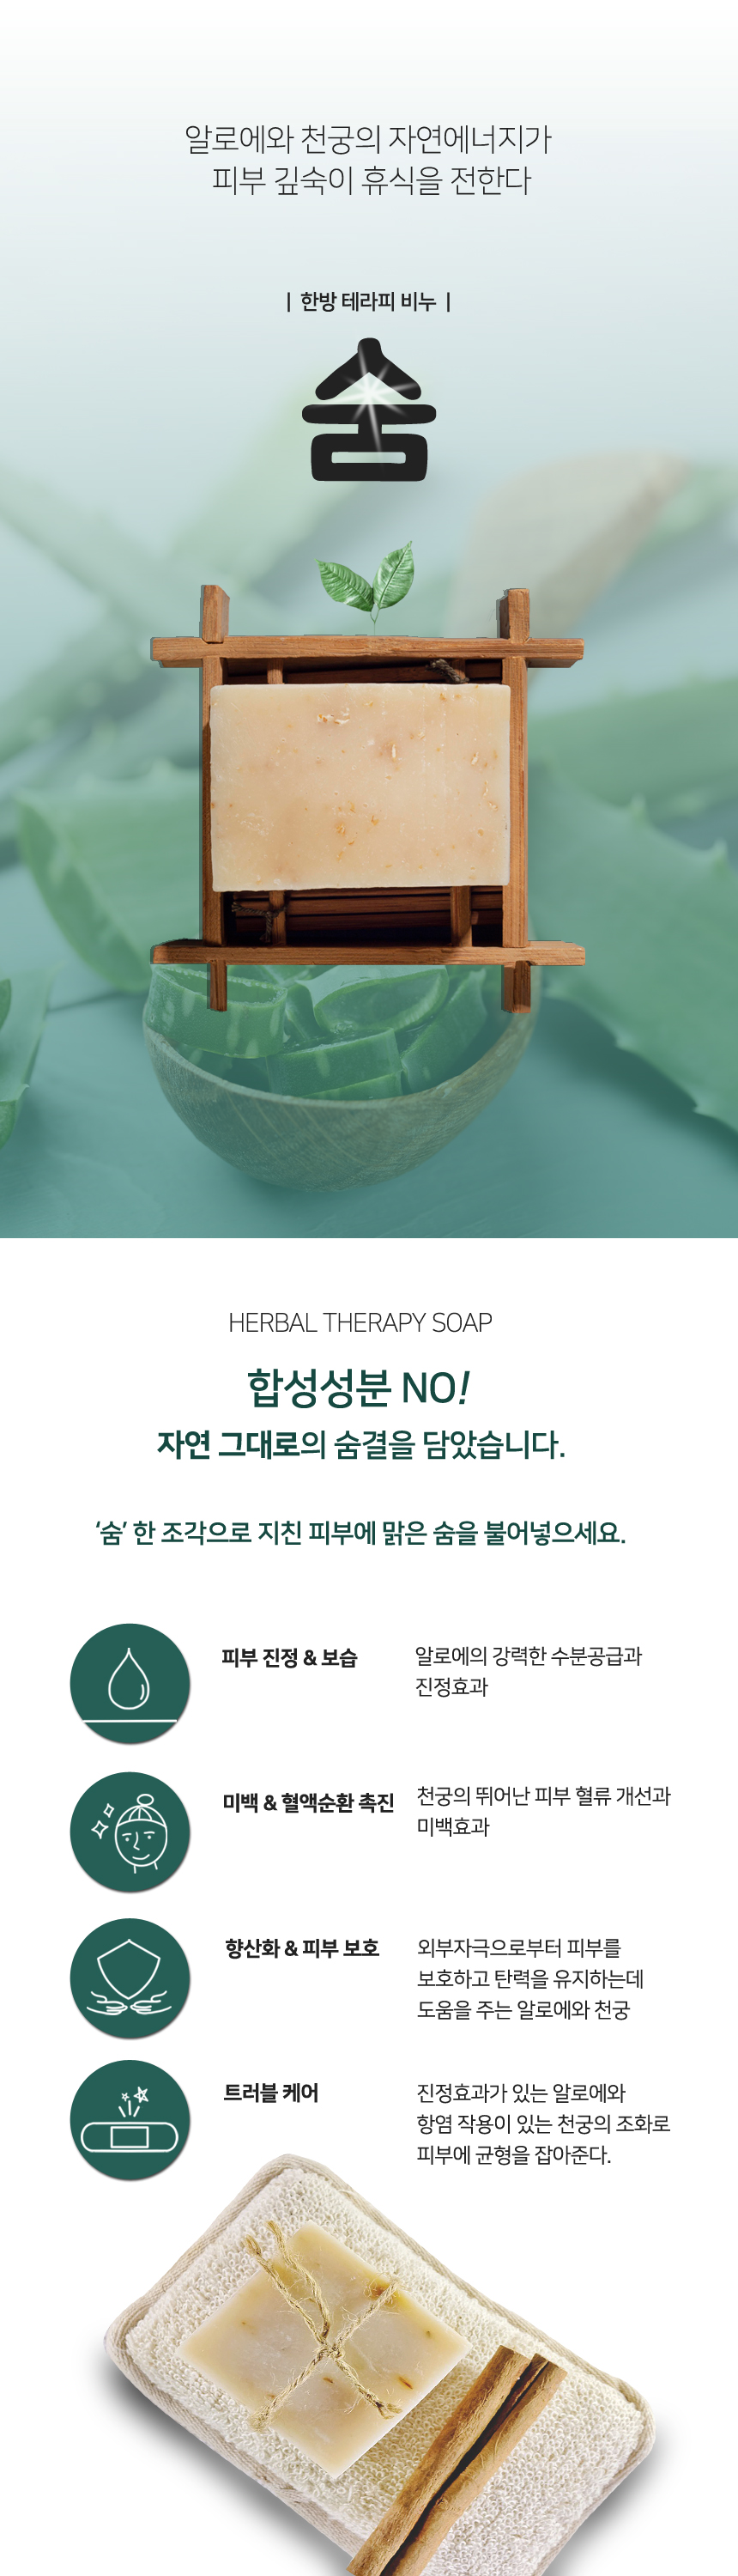 알로에와 천궁의 자연에너지가
피부 깊숙이 휴식을 전한다
| 한방 테라피 비누 |
숨
HERBAL THERAPY SOAP
합성성분 NO!
자연 그대로의 숨결을 담았습니다.
‘숨’ 한 조각으로 지친 피부에 맑은 숨을 불어넣으세요.
피부 진정 & 보습
알로에의 강력한 수분공급과
진정효과
미백 & 혈액순환 촉진
천궁의 뛰어난 피부 혈류 개선과
미백효과
항산화 & 피부 보호
외부자극으로부터 피부를
보호하고 탄력을 유지하는데
도움을 주는 알로에와 천궁
트러블 케어
진정효과가 있는 알로에와
항염 작용이 있는 천궁의 조화로
피부에 균형을 잡아준다.